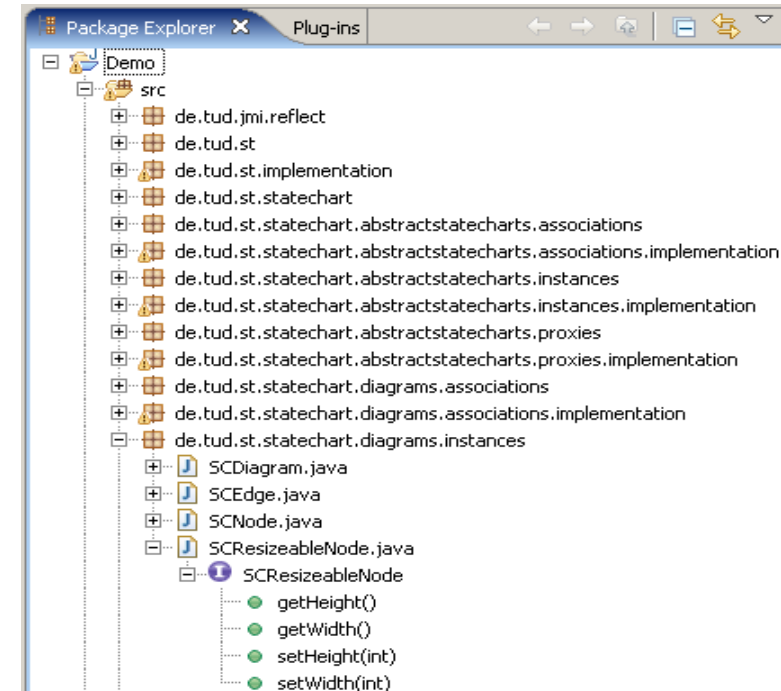 Package Explorer Plug-ins
Demo
src
de.tud.jmi.reflect
de.tud.st
de.tud.st.implementation
de.tud.st.statechart
de.tud.st.statechart.abstractstatecharts.associations
de.tud.st.statechart.abstractstatecharts.associations.implementation
de.tud.st.statechart.abstractstatecharts.instances
de.tud.st.statechart.abstractstatecharts.instances.implementation
de.tud.st.statechart.abstractstatecharts.proxies
de.tud.st.statechart.abstractstatecharts.proxies.implementation
de.tud.st.statechart.diagrams.associations
de.tud.st.statechart.diagrams.associations.implementation
de.tud.st.statechart.diagrams.instances
SCDiagram.java
SCEdge.java
SCNode.java
SCResizeableNode.java
SCResizeableNode
getHeight()
getWidth()
setHeight(int)
setWidth(int)